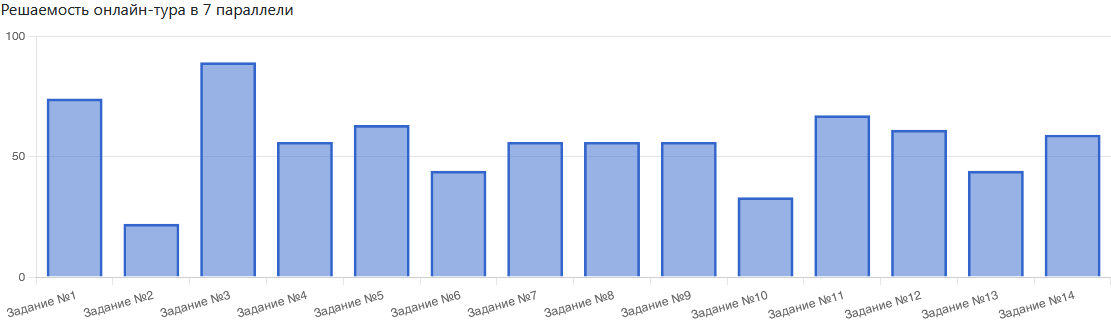 Решаемость онлайн-тура в 7 параллели
100
50
0
Задание №1
Задание №2
Задание №3
Задание №4
Задание №5
Задание №6
Задание №7
Задание №8
Задание №9
Задание №10
Задание №11
Задание №12
Задание №13
Задание №14